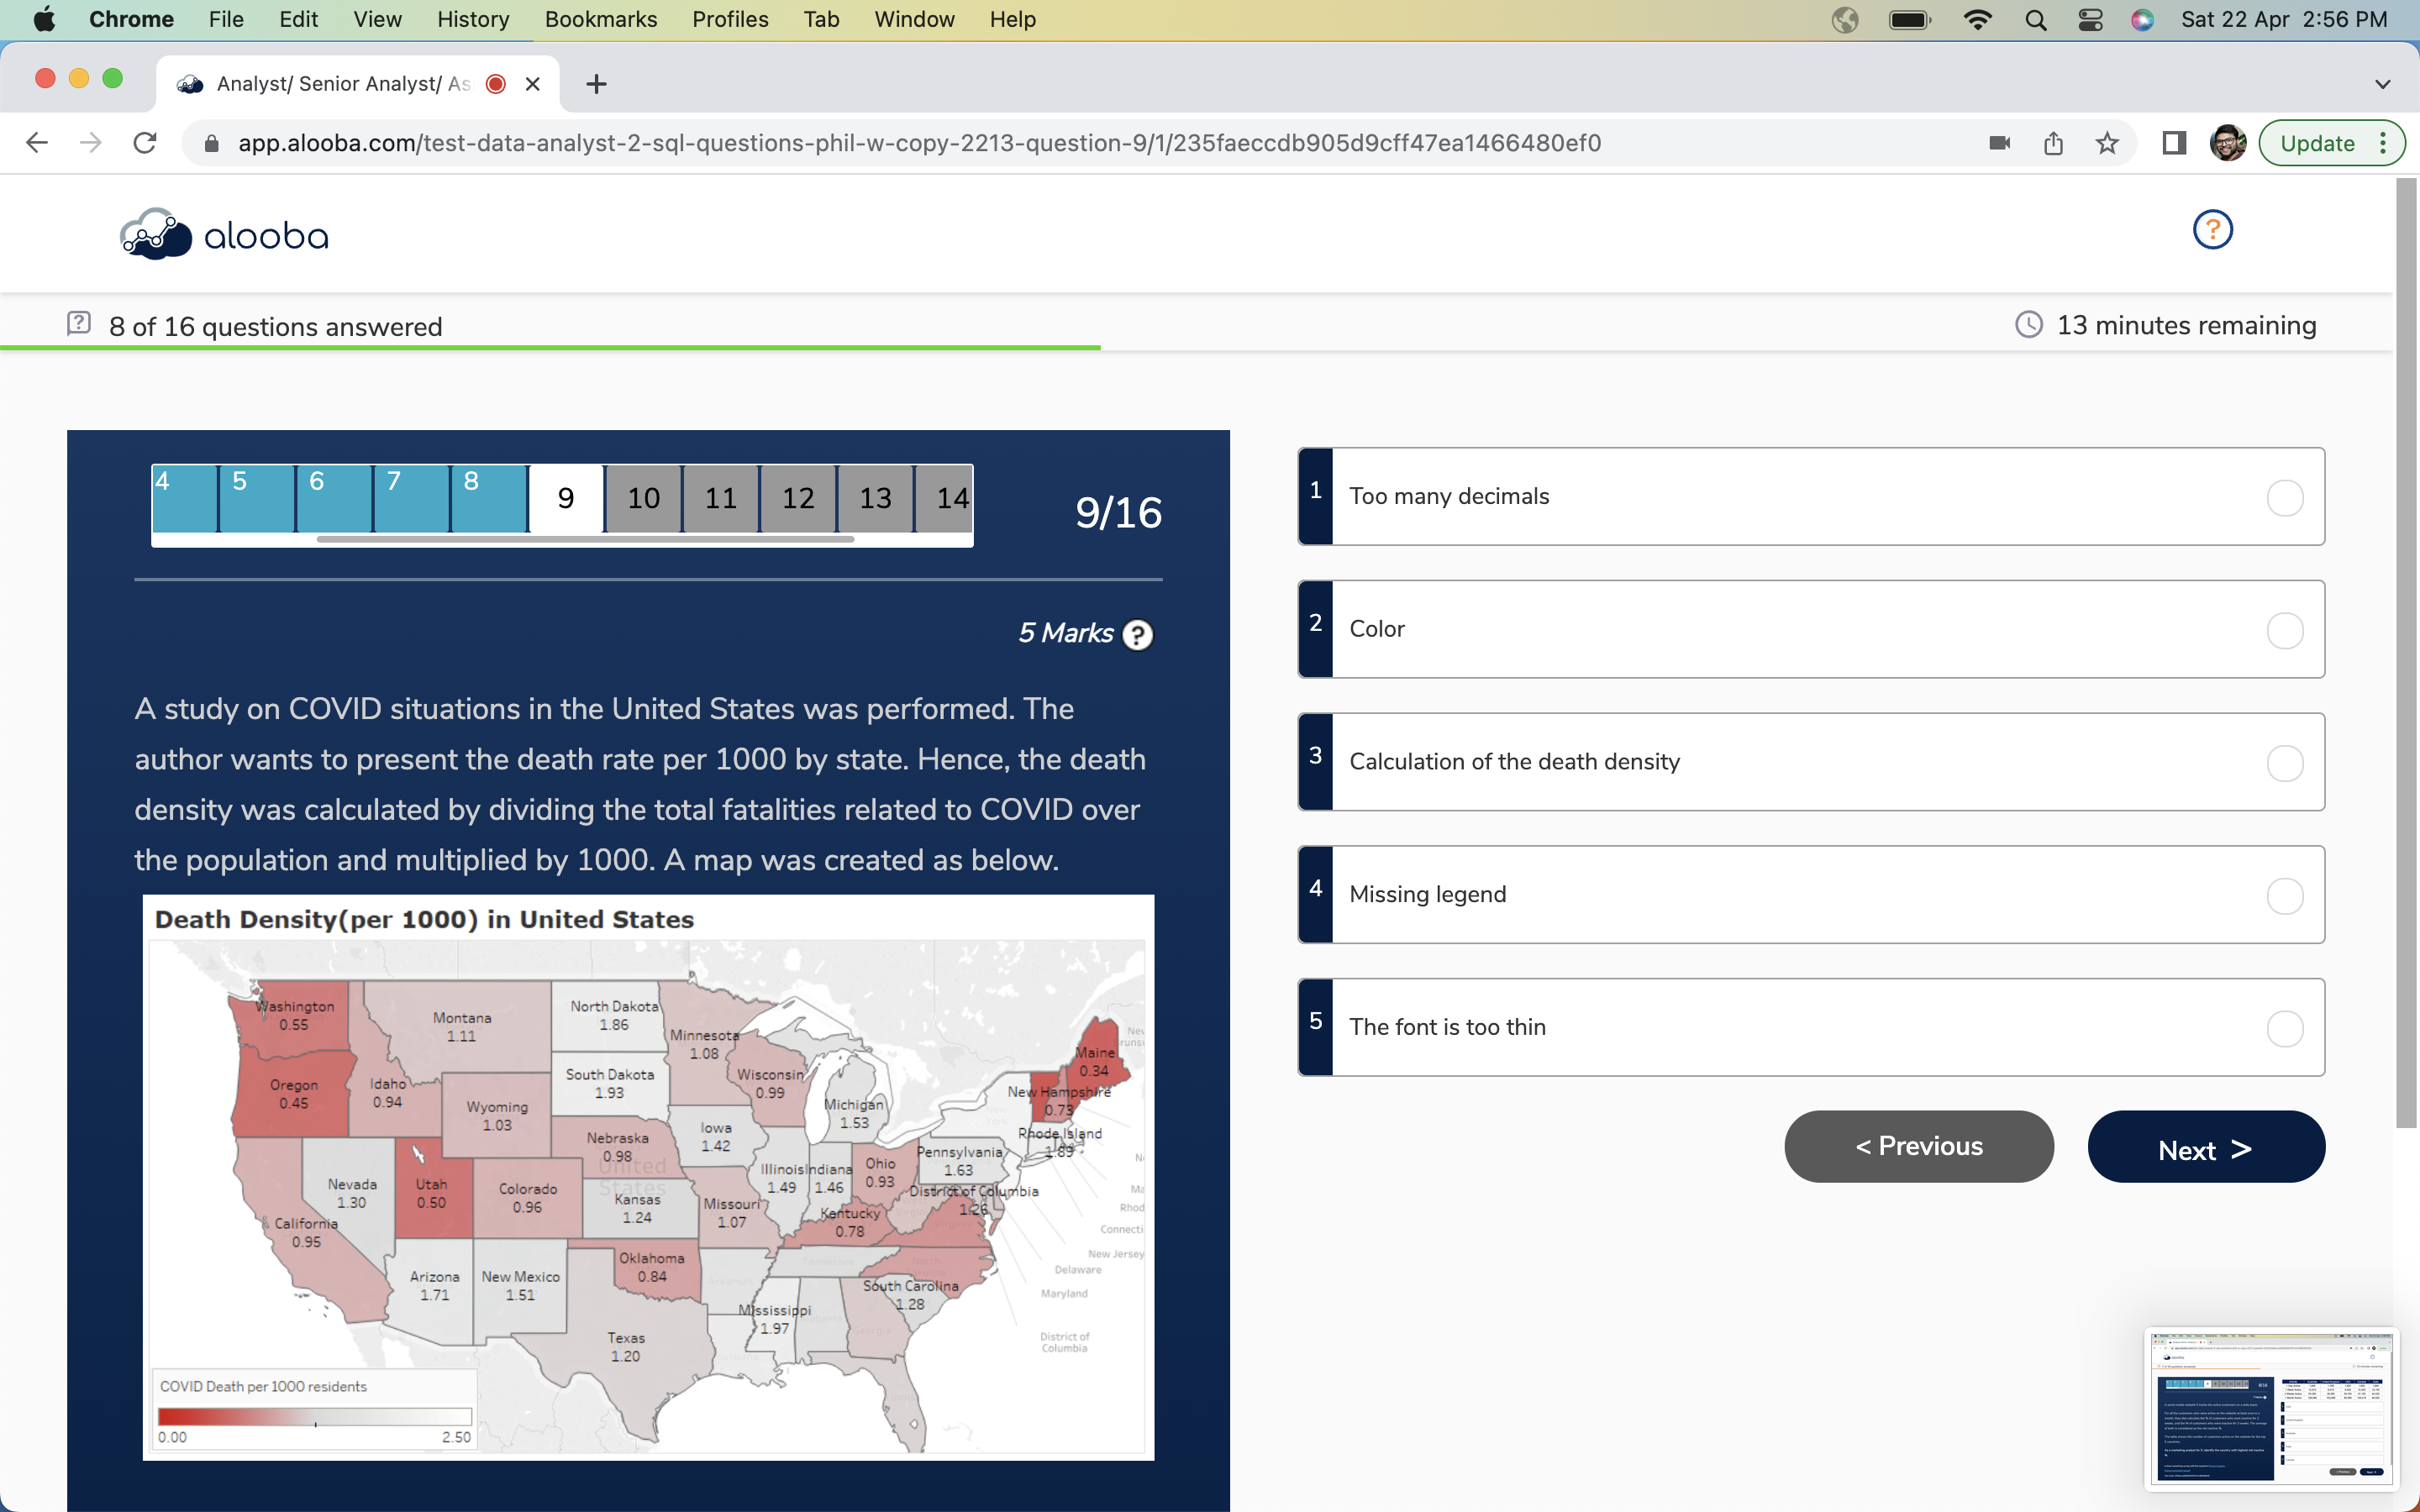 Chrome File Edit View History Bookmarks Profiles Tab Window Help Sat 22 Apr 2:56 PM
Analyst/ Senior Analyst/ As
app.alooba.com/test-data-analyst-2-sql-questions-phil-w-copy-2213-question-9/1/235faeccdb905d9cff47ea1466480ef0 Update
alooba ?
8 of 16 questions answered 13 minutes remaining
4 5 6 7 8 9 10 11 12 13 14
9/16
5 Marks ?
A study on COVID situations in the United States was performed. The
author wants to present the death rate per 1000 by state. Hence, the death
density was calculated by dividing the total fatalities related to COVID over
the population and multiplied by 1000. A map was created as below.
Death Density(per 1000) in United States
Washington
0.55
Montana
1.11
North Dakota
1.86
Minnesota
1.08
Maine
0.34
Oregon
0.45
Idaho
0.94
Wyoming
1.03
South Dakota
1.93
Wisconsin
0.99
Michigan
1.53
New Hampshire
0.73
Rhode Island
1.89
Nebraska
0.98
Iowa
1.42
Pennsylvania
1.63
United
States
Nevada
1.30
Utah
0.50
Colorado
0.96
Kansas
1.24
Missouri
1.07
Illinois
1.49
Indiana
1.46
Ohio
0.93
District of Columbia
1.26
Kentucky
0.78
California
0.95
Arizona
1.71
New Mexico
1.51
Oklahoma
0.84
South Carolina
1.28
Mississippi
1.97
Texas
1.20
Georgia
Connecti
New Jersey
Delaware
Maryland
District of
Columbia
COVID Death per 1000 residents
0.00 2.50
1 Too many decimals
2 Color
3 Calculation of the death density
4 Missing legend
5 The font is too thin
< Previous
Next >